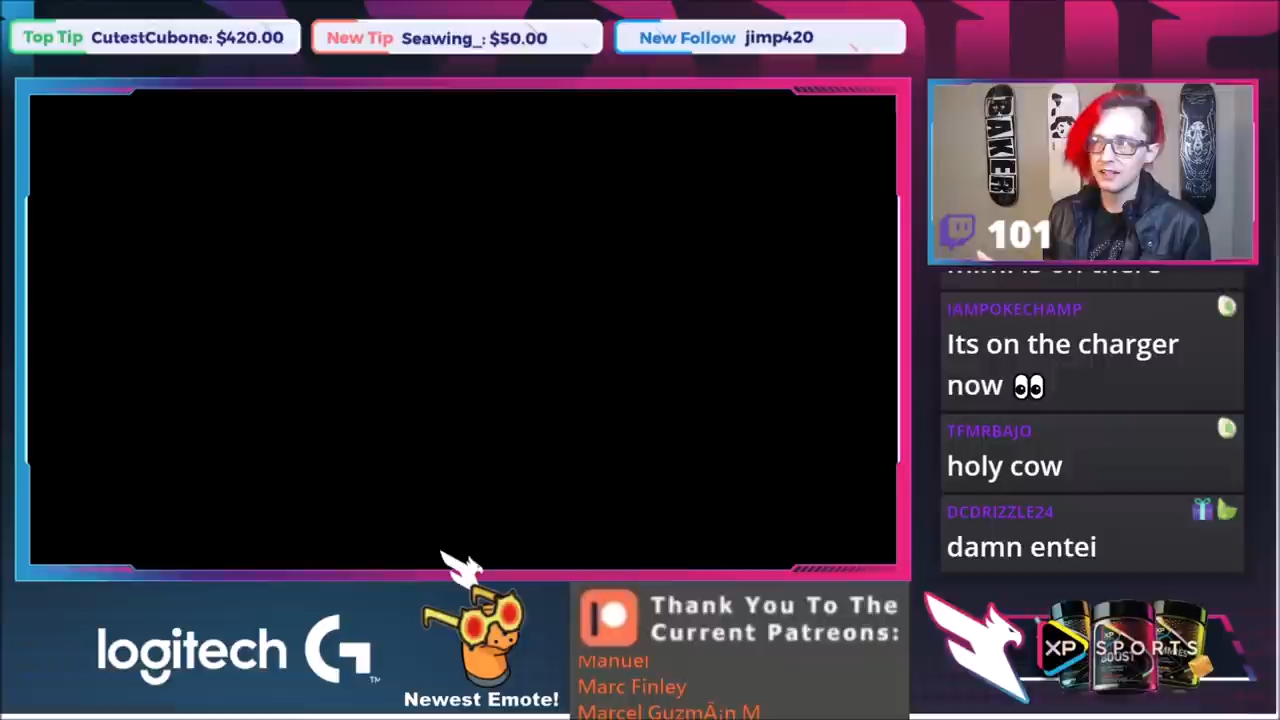 Top Tip CutestCubone: $420.00
New Tip Seawing_: $50.00
New Follow jimp420
BAKER
101
IAMPOKECHAMP
Its on the charger
now 👀
TFMRBAJO
holy cow
DCDRIZZLE24
damn entei
logitech G
Newest Emote!
Thank You To The
Current Patreons:
Manuel
Marc Finley
Marcel GuzmÃ¡n M
XP SPORTS
BOOST